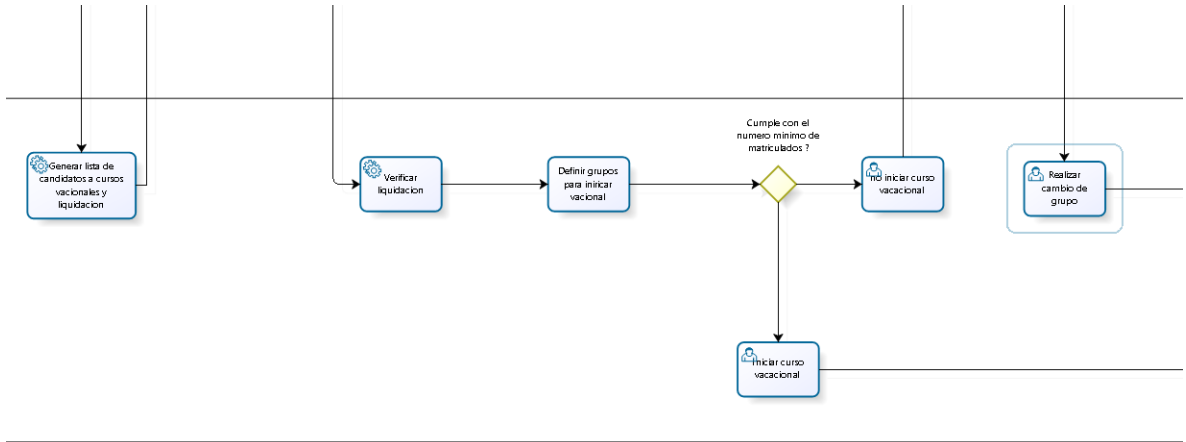 Generar lista de
candidatos a cursos
vacionales y
liquidacion
Verificar
liquidacion
Definir grupos
para iniricar
vacional
Cumple con el
numero minimo de
matriculados ?
no iniciar curso
vacacional
Realizar
cambio de
grupo
Iniciar curso
vacacional